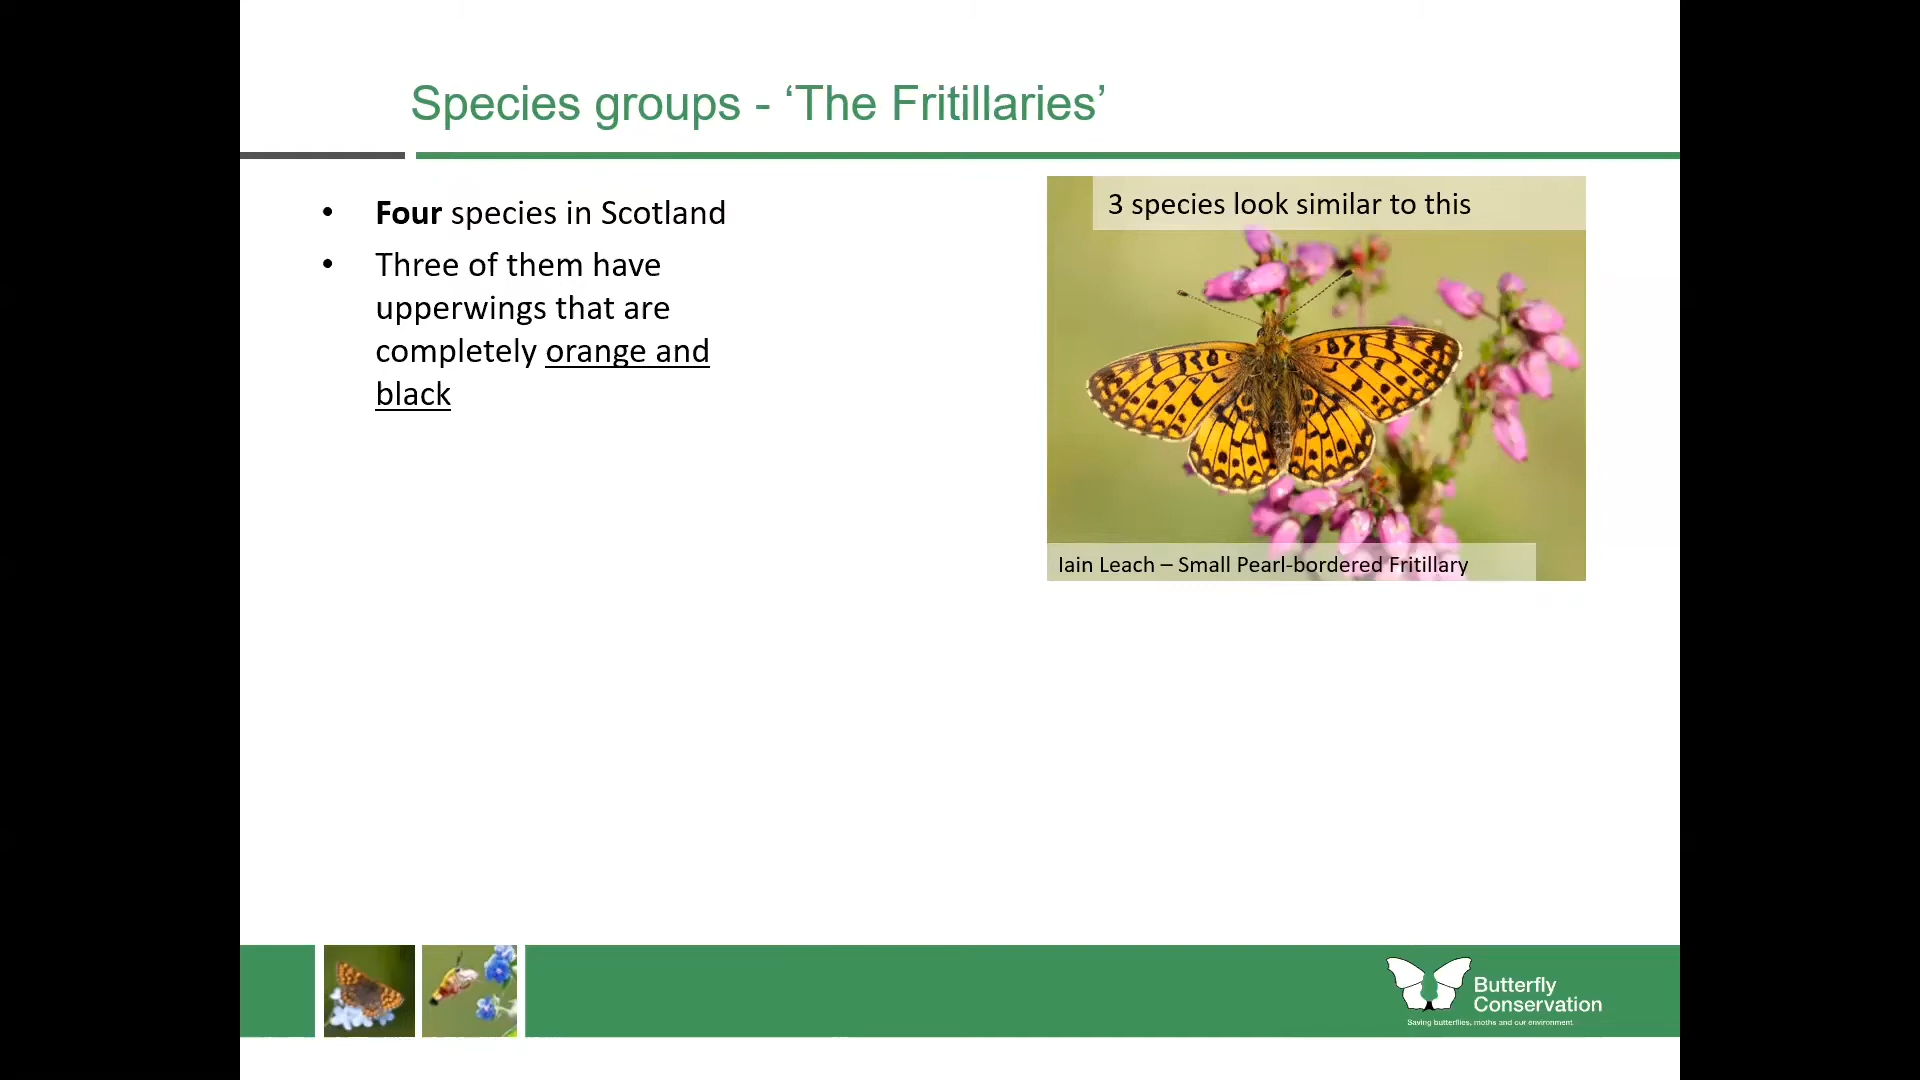 Species groups - ‘The Fritillaries’
• Four species in Scotland
• Three of them have
upperwings that are
completely orange and
black
3 species look similar to this
Iain Leach – Small Pearl-bordered Fritillary
Butterfly
Conservation
Saving butterflies, moths and our environment